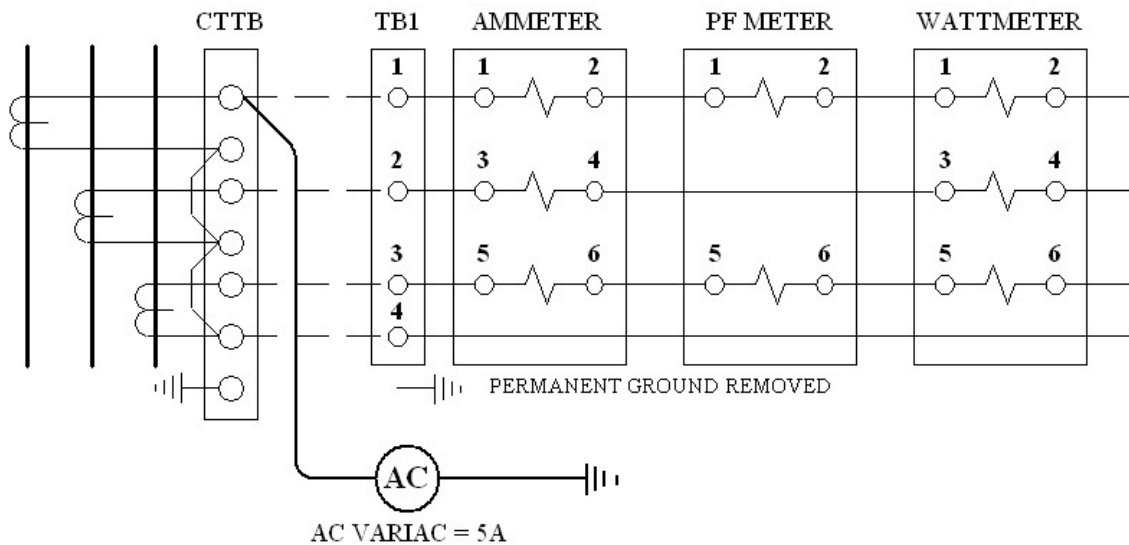 CTTB TB1 AMMETER PF METER WATTMETER
1 1 2 1 2 1 2
2 3 4 3 4
3 5 6 5 6 5 6
4
PERMANENT GROUND REMOVED
AC
AC VARIAC = 5A